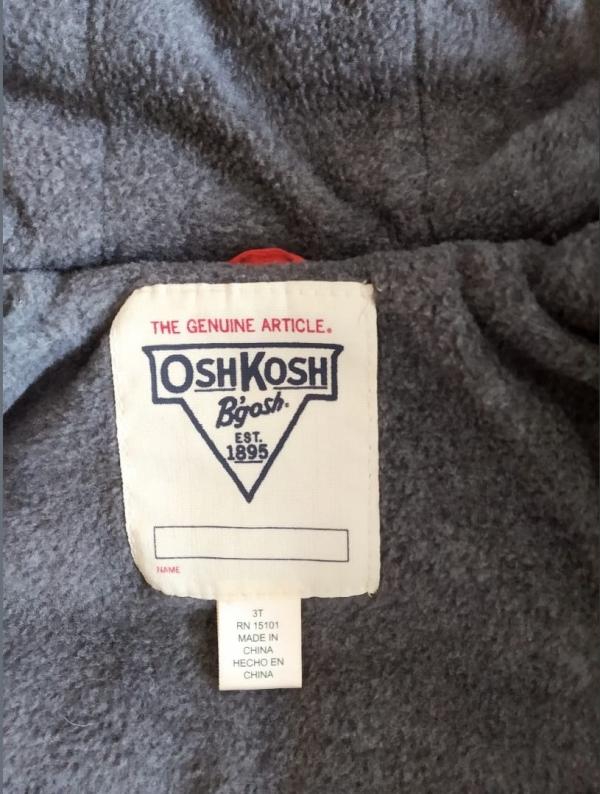 THE GENUINE ARTICLE.
OSHKOSH
B'gosh.
EST.
1895
NAME
3T
RN 15101
MADE IN
CHINA
HECHO EN
CHINA